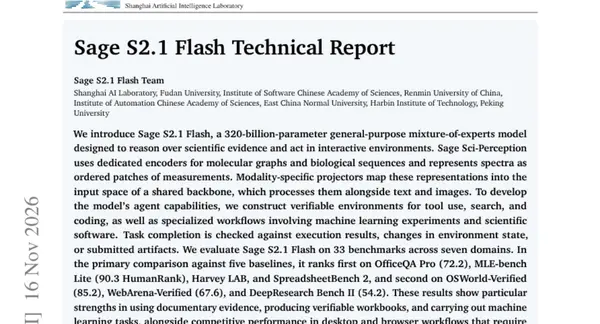 Shanghai Artificial Intelligence Laboratory
Sage S2.1 Flash Technical Report
Sage S2.1 Flash Team
Shanghai AI Laboratory, Fudan University, Institute of Software Chinese Academy of Sciences, Renmin University of China,
Institute of Automation Chinese Academy of Sciences, East China Normal University, Harbin Institute of Technology, Peking
University
We introduce Sage S2.1 Flash, a 320-billion-parameter general-purpose mixture-of-experts model
designed to reason over scientific evidence and act in interactive environments. Sage Sci-Perception
uses dedicated encoders for molecular graphs and biological sequences and represents spectra as
ordered patches of measurements. Modality-specific projectors map these representations into the
input space of a shared backbone, which processes them alongside text and images. To develop
the model's agent capabilities, we construct verifiable environments for tool use, search, and
coding, as well as specialized workflows involving machine learning experiments and scientific
software. Task completion is checked against execution results, changes in environment state,
or submitted artifacts. We evaluate Sage S2.1 Flash on 33 benchmarks across seven domains. In
the primary comparison against five baselines, it ranks first on OfficeQA Pro (72.2), MLE-bench
Lite (90.3 HumanRank), Harvey LAB, and SpreadsheetBench 2, and second on OSWorld-Verified
(85.2), WebArena-Verified (67.6), and DeepResearch Bench II (54.2). These results show particular
strengths in using documentary evidence, producing verifiable workbooks, and carrying out machine
learning tasks, alongside competitive performance in desktop and browser workflows that require
] 16 Nov 2026